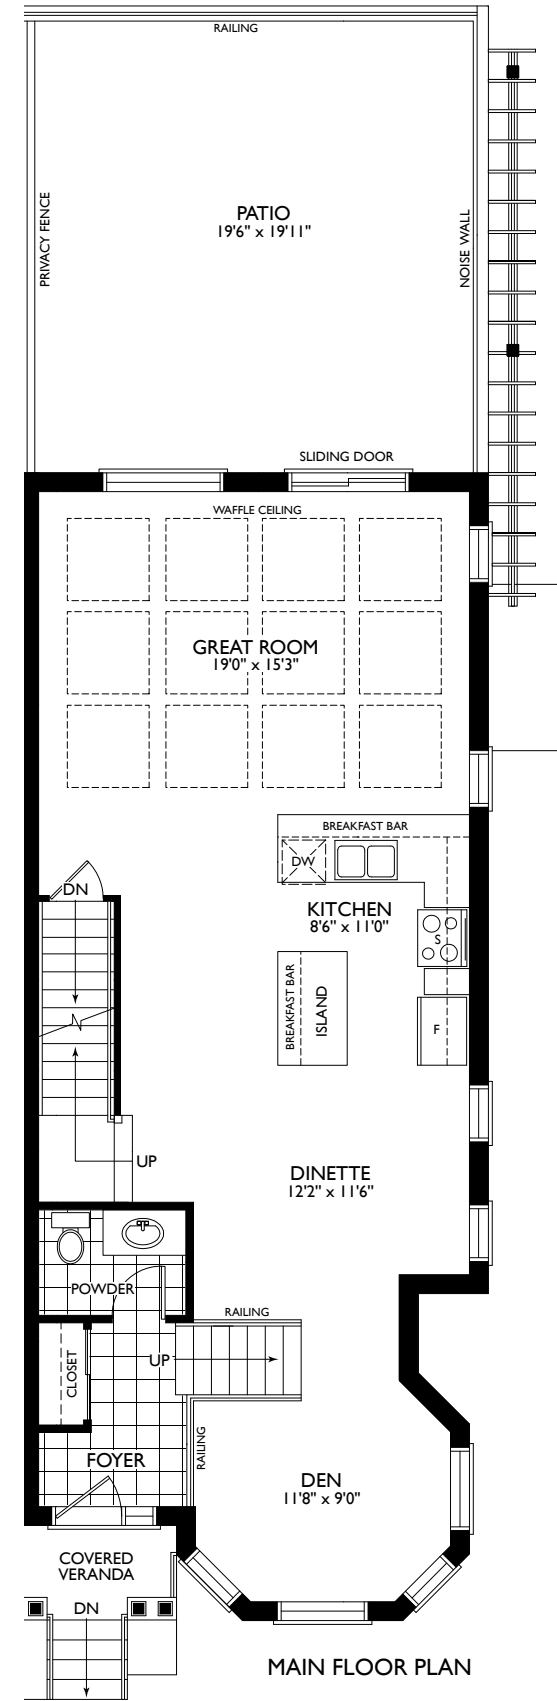 RAILING
PRIVACY FENCE
PATIO
19'6" x 19'11"
NOISE WALL
SLIDING DOOR
WAFFLE CEILING
GREAT ROOM
19'0" x 15'3"
BREAKFAST BAR
DW
DN
KITCHEN
8'6" x 11'0"
S
BREAKFAST BAR
ISLAND
F
UP
DINETTE
12'2" x 11'6"
POWDER
RAILING
UP
CLOSET
RAILING
FOYER
DEN
11'8" x 9'0"
COVERED
VERANDA
DN
MAIN FLOOR PLAN